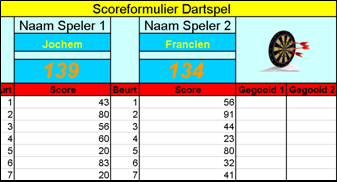 Scoreformulier Dartspel
Naam Speler 1 Naam Speler 2
Jochem Francien
139 134
urt Score Beurt Score Gegooid 1 Gegooid 2
1 43 1 56
2 80 2 91
3 56 3 44
4 60 4 23
5 20 5 80
6 83 6 32
7 20 7 41